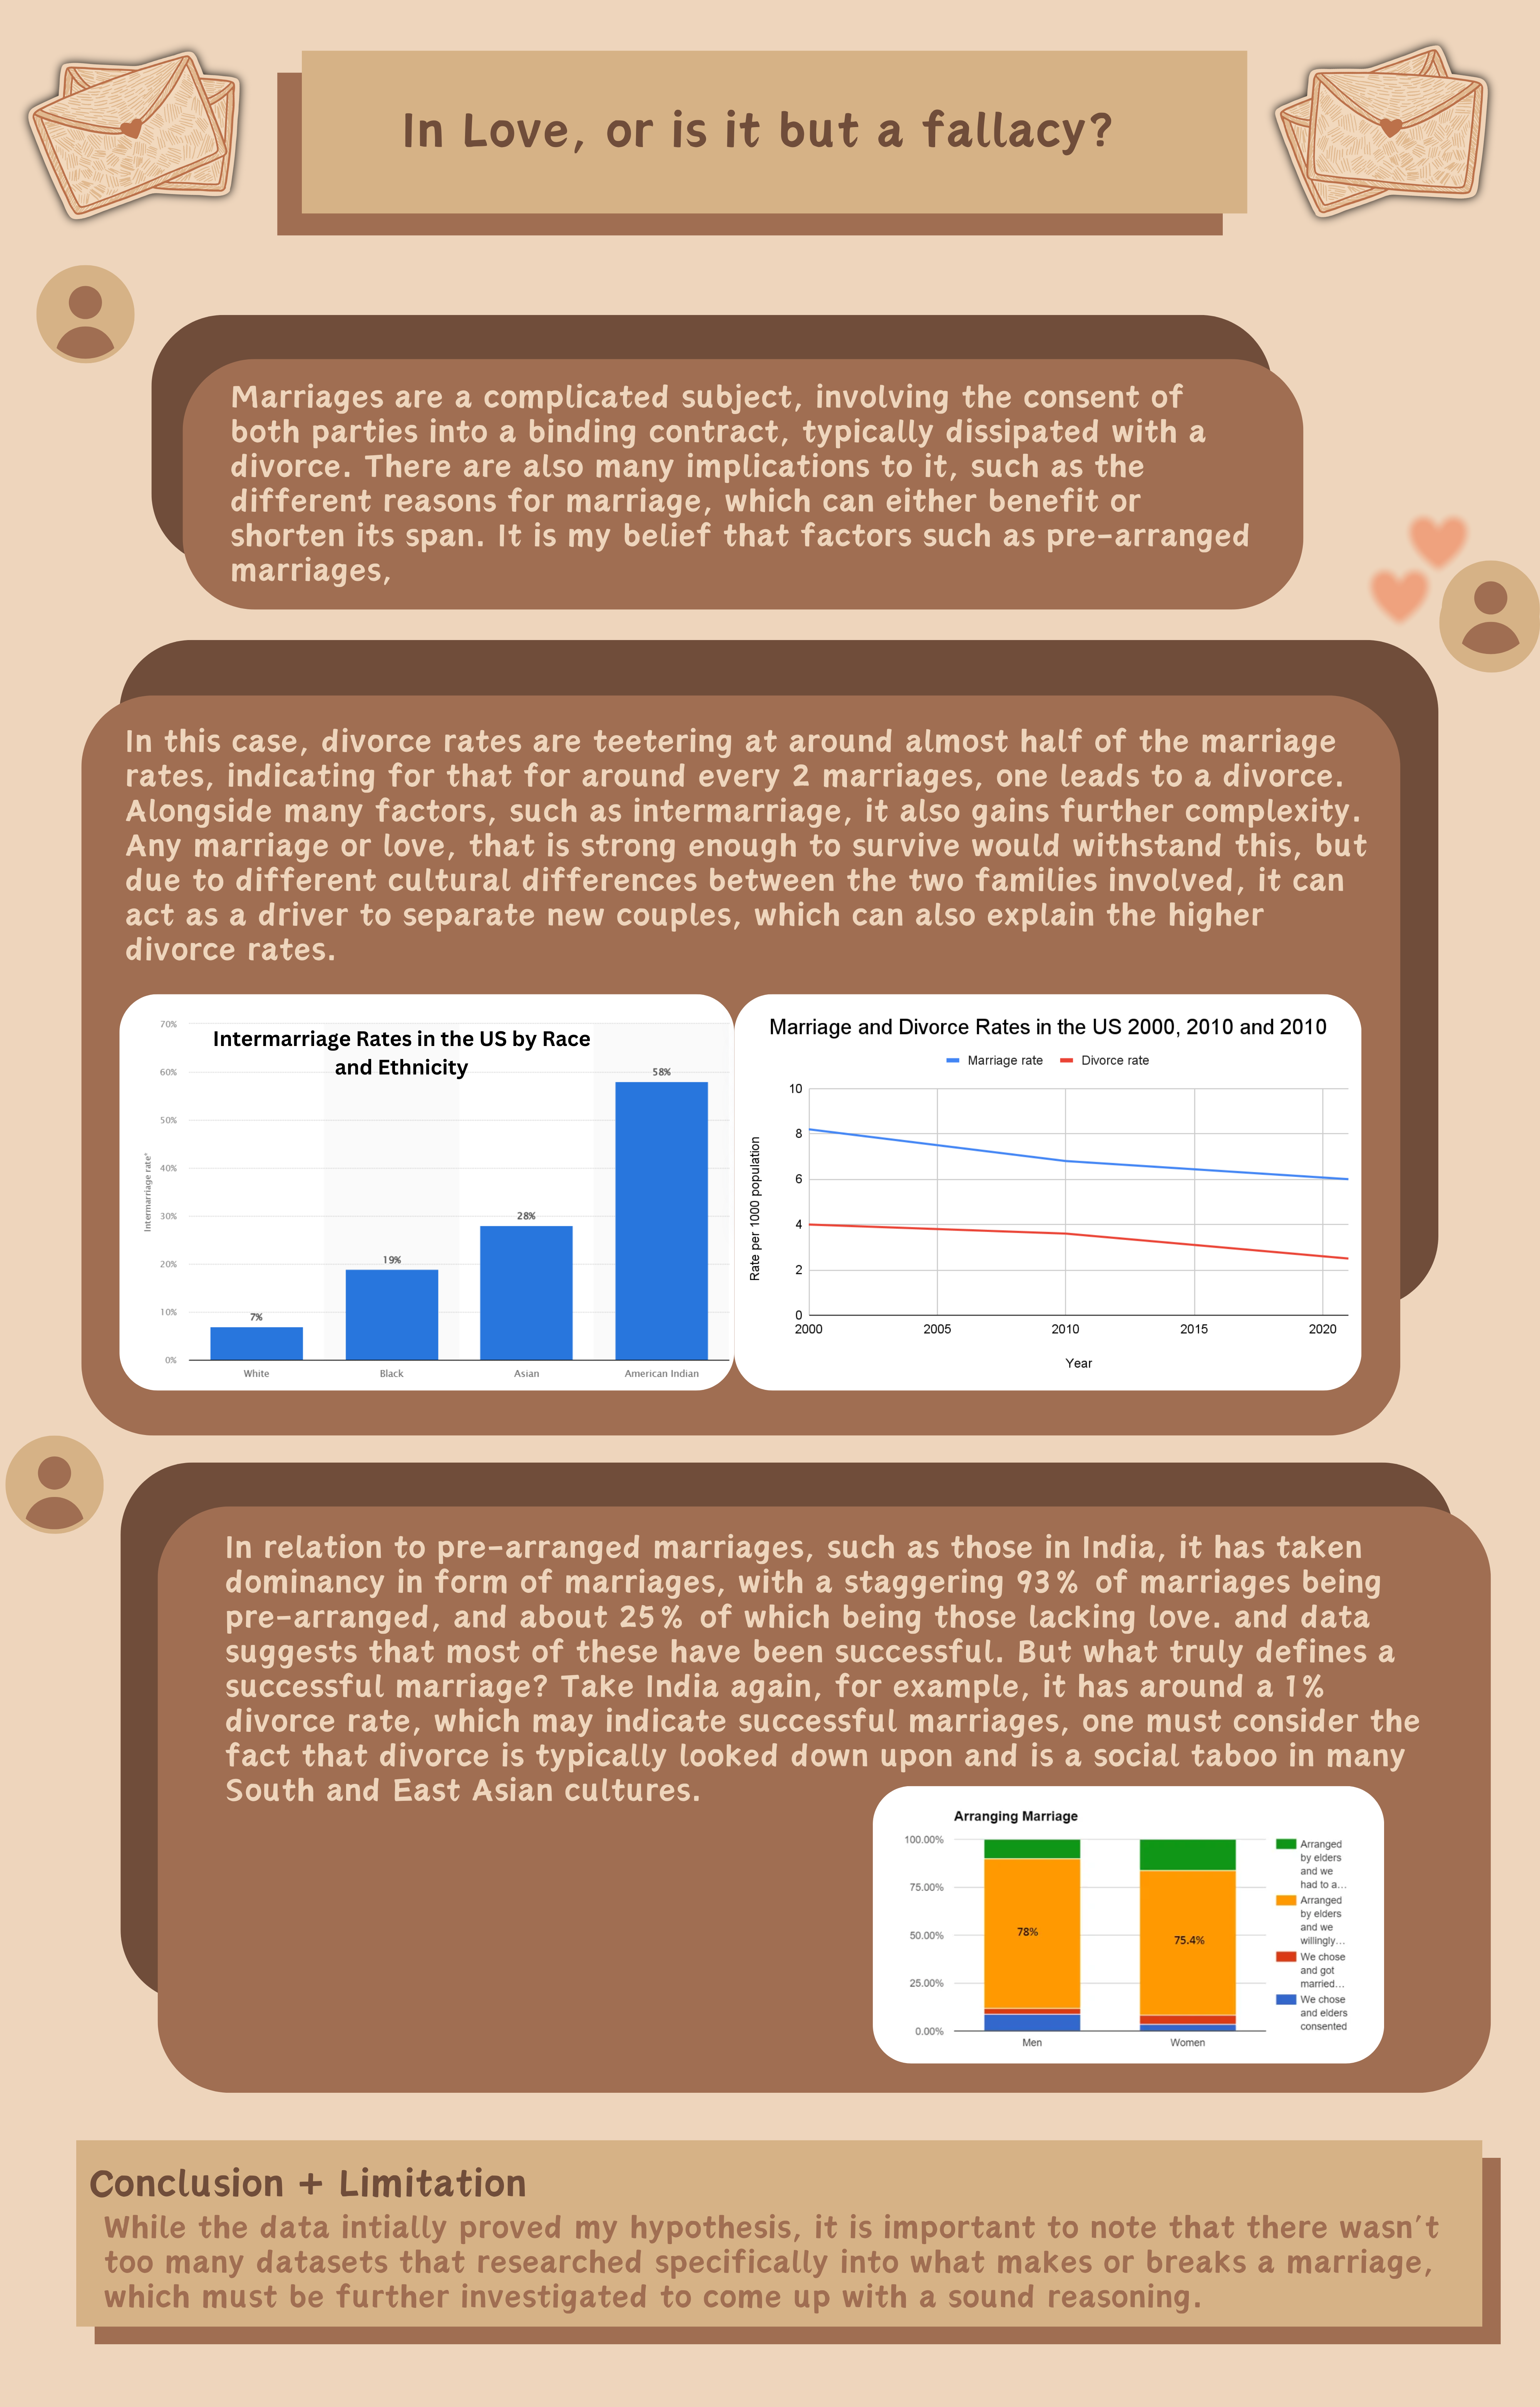 In Love, or is it but a fallacy?
Marriages are a complicated subject, involving the consent of
both parties into a binding contract, typically dissipated with a
divorce. There are also many implications to it, such as the
different reasons for marriage, which can either benefit or
shorten its span. It is my belief that factors such as pre-arranged
marriages,
In this case, divorce rates are teetering at around almost half of the marriage
rates, indicating for that for around every 2 marriages, one leads to a divorce.
Alongside many factors, such as intermarriage, it also gains further complexity.
Any marriage or love, that is strong enough to survive would withstand this, but
due to different cultural differences between the two families involved, it can
act as a driver to separate new couples, which can also explain the higher
divorce rates.
Intermarriage Rates in the US by Race
and Ethnicity
Intermarriage rate*
70%
60%
50%
40%
30%
20%
10%
0%
7%
19%
28%
58%
White
Black
Asian
American Indian
Marriage and Divorce Rates in the US 2000, 2010 and 2010
Marriage rate
Divorce rate
Rate per 1000 population
10
8
6
4
2
0
2000
2005
2010
2015
2020
Year
In relation to pre-arranged marriages, such as those in India, it has taken
dominancy in form of marriages, with a staggering 93% of marriages being
pre-arranged, and about 25% of which being those lacking love. and data
suggests that most of these have been successful. But what truly defines a
successful marriage? Take India again, for example, it has around a 1%
divorce rate, which may indicate successful marriages, one must consider the
fact that divorce is typically looked down upon and is a social taboo in many
South and East Asian cultures.
Arranging Marriage
100.00%
75.00%
50.00%
25.00%
0.00%
78%
75.4%
Men
Women
Arranged
by elders
and we
had to a...
Arranged
by elders
and we
willingly...
We chose
and got
married...
We chose
and elders
consented
Conclusion + Limitation
While the data intially proved my hypothesis, it is important to note that there wasn't
too many datasets that researched specifically into what makes or breaks a marriage,
which must be further investigated to come up with a sound reasoning.